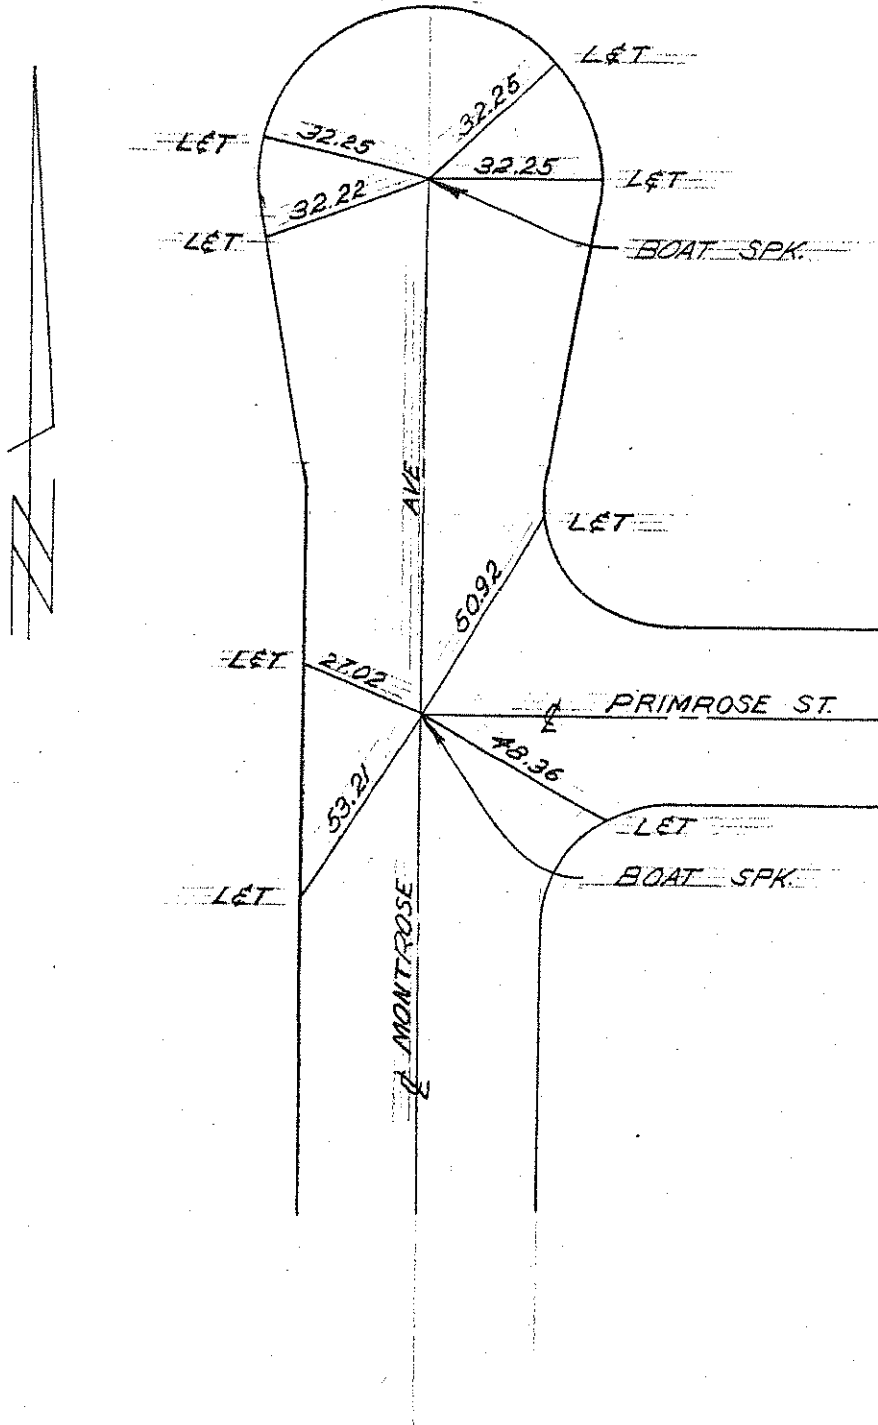 L&T
32.25
32.25
L&T
32.25
L&T
32.22
L&T
BOAT SPK.
AVE
L&T
50.92
L&T
27.02
℄ PRIMROSE ST.
48.36
53.21
L&T
BOAT SPK.
L&T
℄ MONTROSE
N